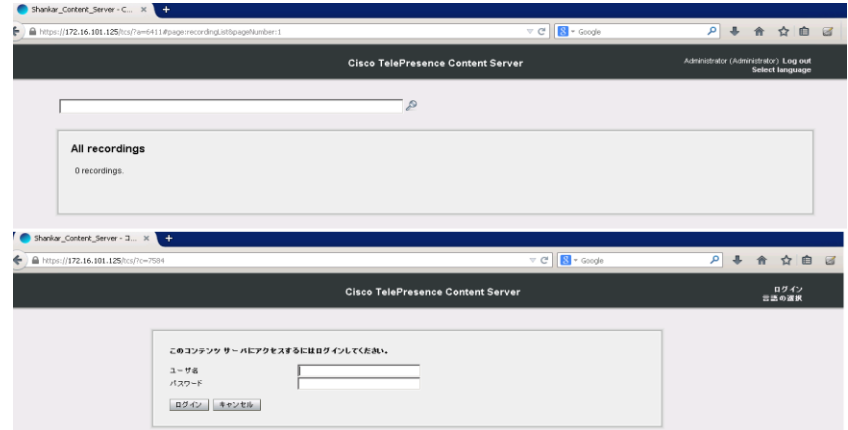 Shankar_Content_Server - C...
https://172.16.101.125/tcs/?a=6411#page:recordingList&pageNumber:1
Google
Cisco TelePresence Content Server
Administrator (Administrator) Log out
Select language
All recordings
0 recordings.
Shankar_Content_Server - コ...
https://172.16.101.125/tcs/?c=7584
Google
Cisco TelePresence Content Server
ログイン
言語の選択
このコンテンツ サーバにアクセスするにはログインしてください。
ユーザ名
パスワード
ログイン キャンセル